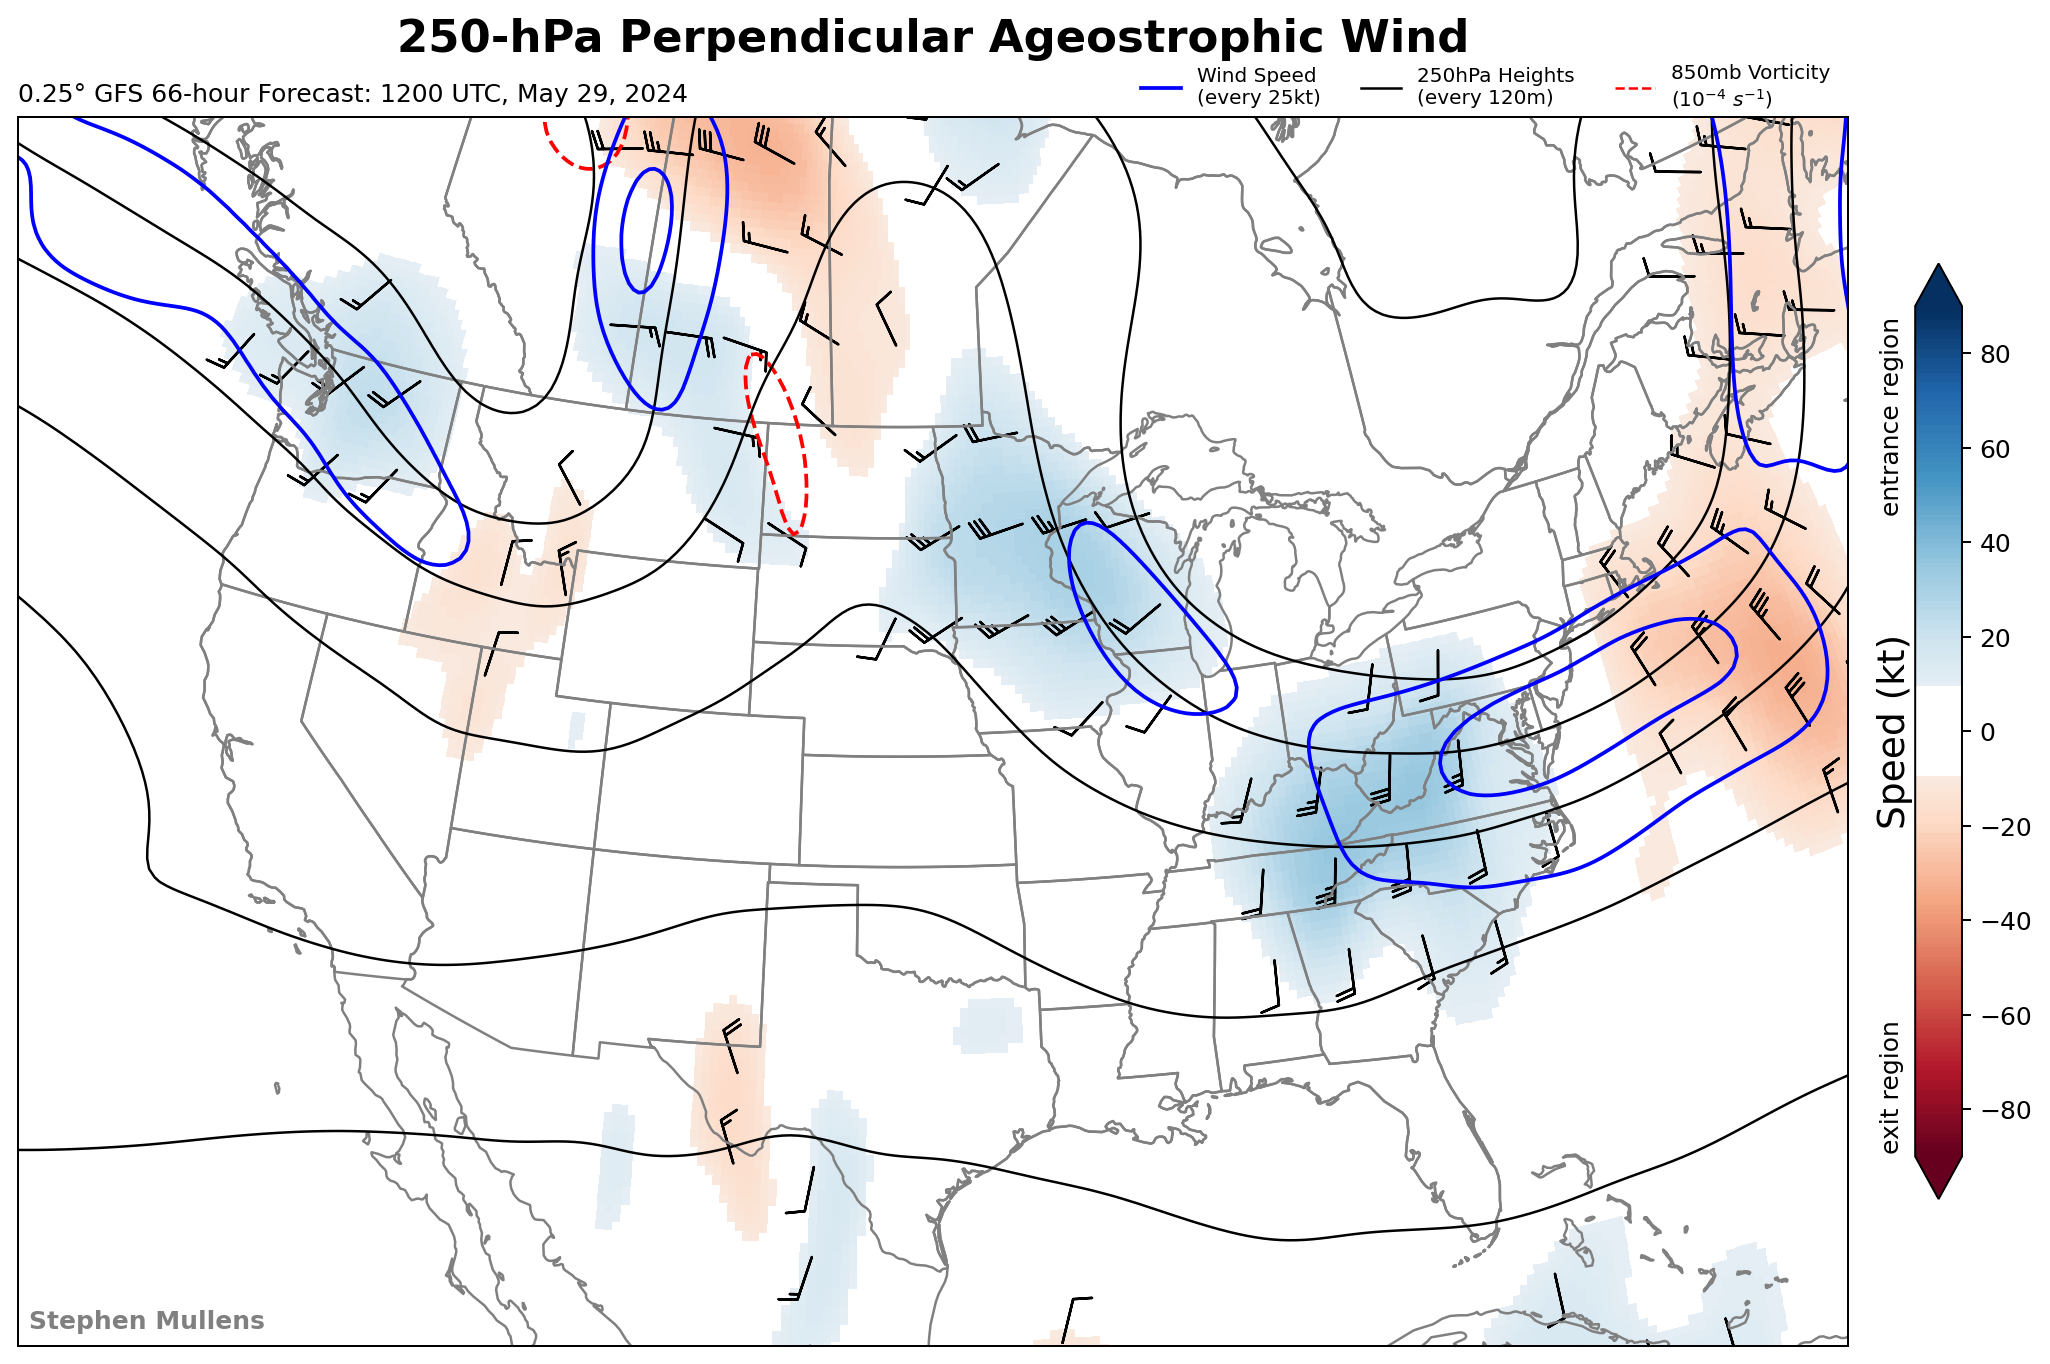 250-hPa Perpendicular Ageostrophic Wind
0.25° GFS 66-hour Forecast: 1200 UTC, May 29, 2024
Wind Speed
(every 25kt)
250hPa Heights
(every 120m)
850mb Vorticity
(10⁻⁴ s⁻¹)
entrance region
Speed (kt)
exit region
80
60
40
20
0
−20
−40
−60
−80
Stephen Mullens